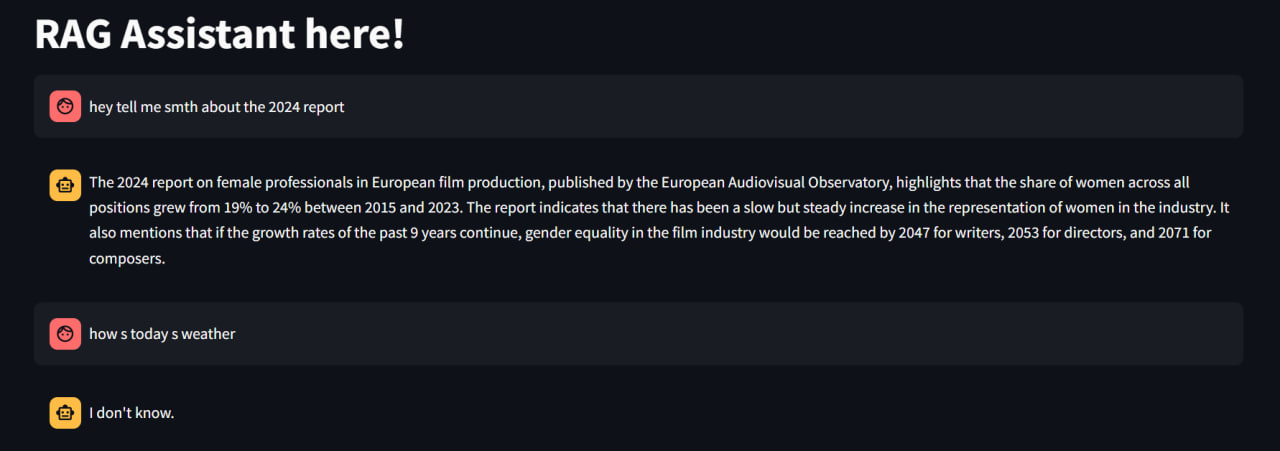 RAG Assistant here!
hey tell me smth about the 2024 report
The 2024 report on female professionals in European film production, published by the European Audiovisual Observatory, highlights that the share of women across all
positions grew from 19% to 24% between 2015 and 2023. The report indicates that there has been a slow but steady increase in the representation of women in the industry. It
also mentions that if the growth rates of the past 9 years continue, gender equality in the film industry would be reached by 2047 for writers, 2053 for directors, and 2071 for
composers.
how s today s weather
I don't know.